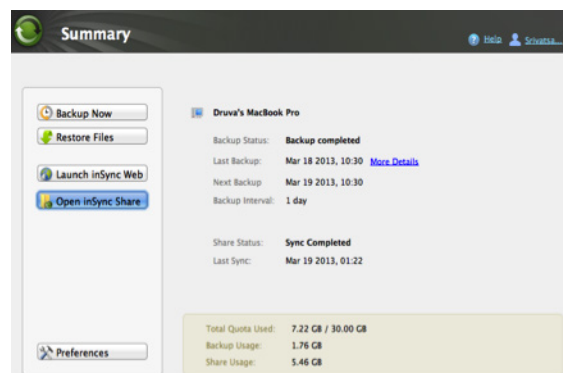 Summary
Help Srivatsa...
Backup Now
Restore Files
Launch inSync Web
Open inSync Share
Preferences
Druva's MacBook Pro
Backup Status: Backup completed
Last Backup: Mar 18 2013, 10:30 More Details
Next Backup Mar 19 2013, 10:30
Backup Interval: 1 day
Share Status: Sync Completed
Last Sync: Mar 19 2013, 01:22
Total Quota Used: 7.22 GB / 30.00 GB
Backup Usage: 1.76 GB
Share Usage: 5.46 GB